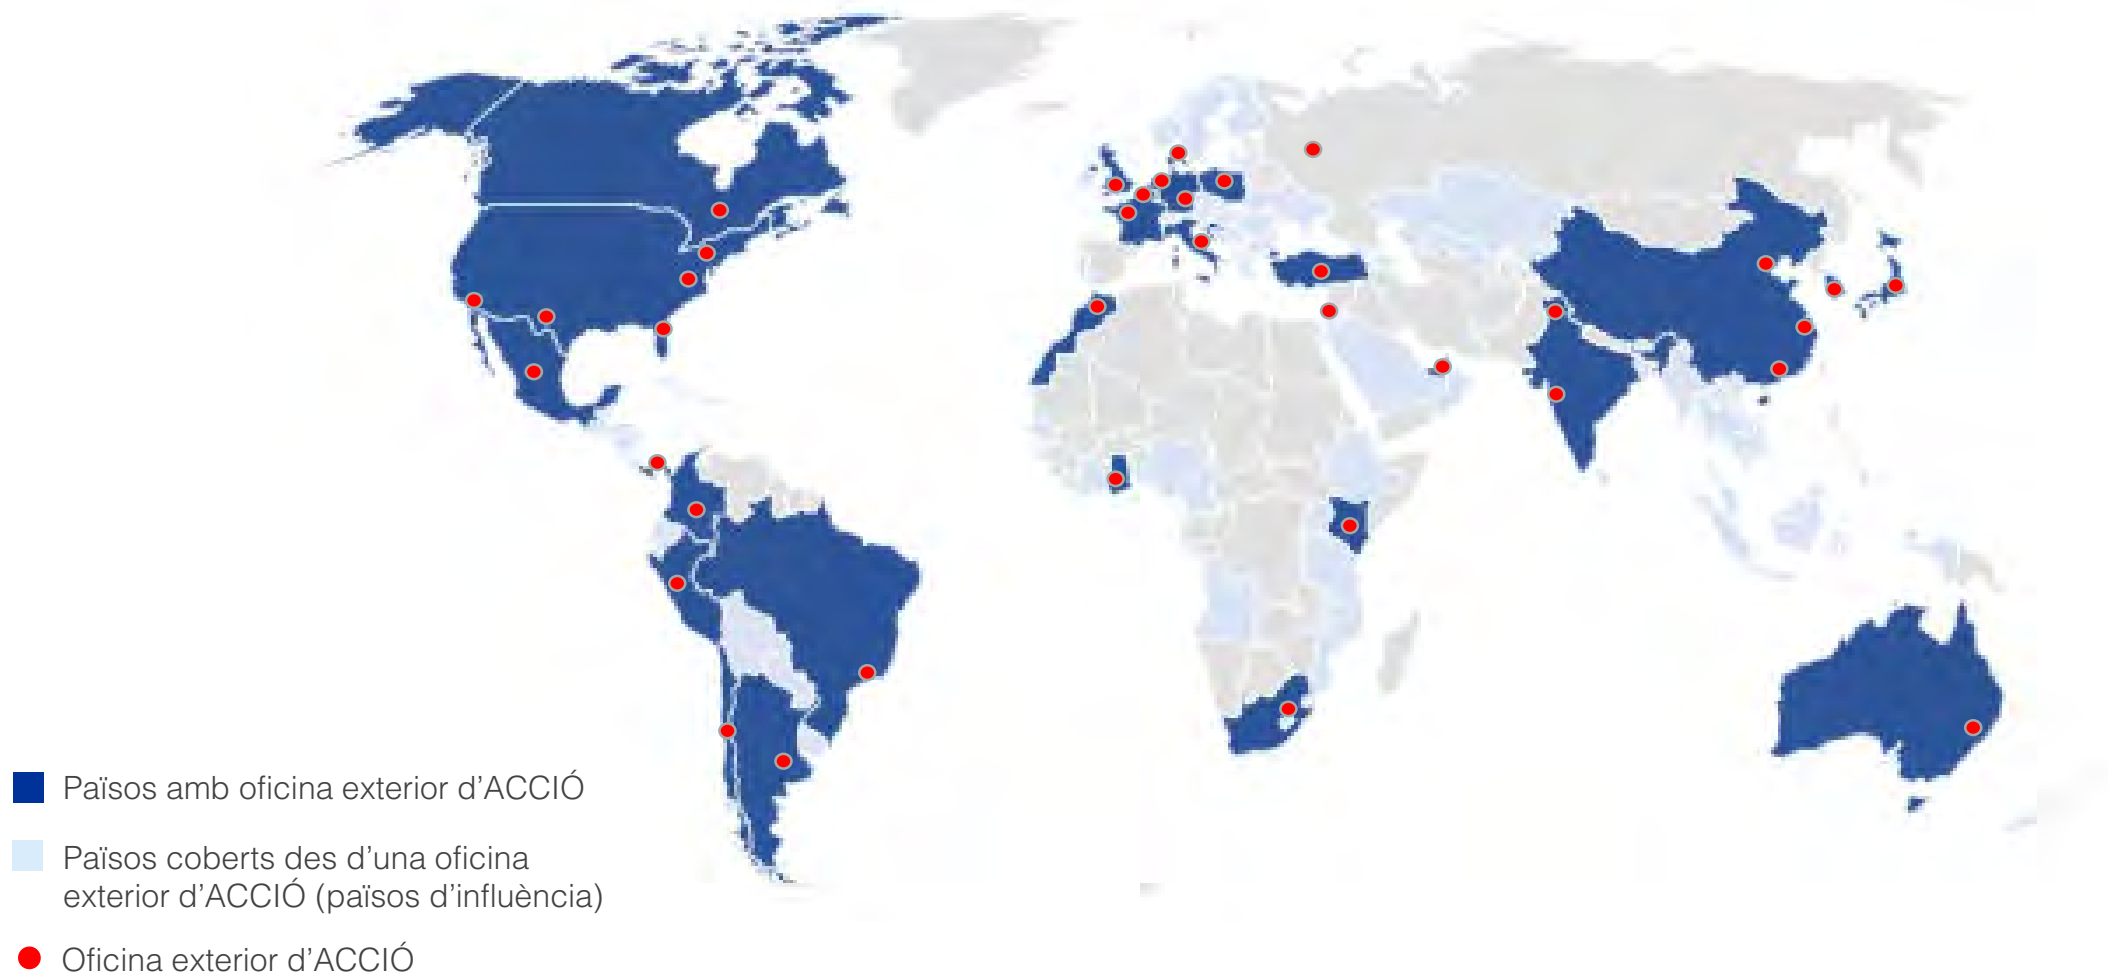 Països amb oficina exterior d’ACCIÓ
Països coberts des d’una oficina
exterior d’ACCIÓ (països d’influència)
Oficina exterior d’ACCIÓ